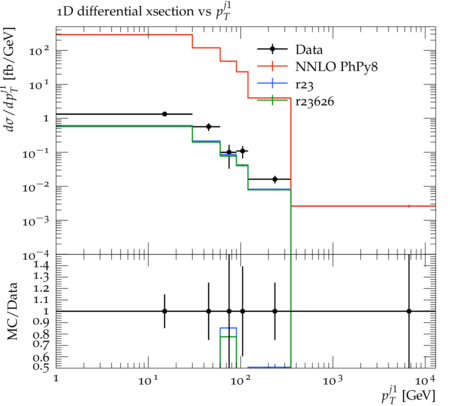 1D differential xsection vs p_T^{j1}
dσ/dp_T^{j1} [fb/GeV]
Data
NNLO PhPy8
r23
r23626
10^2
10^1
1
10^−1
10^−2
10^−3
10^−4
MC/Data
1.4
1.3
1.2
1.1
1
0.9
0.8
0.7
0.6
0.5
1 10^1 10^2 10^3 10^4
p_T^{j1} [GeV]